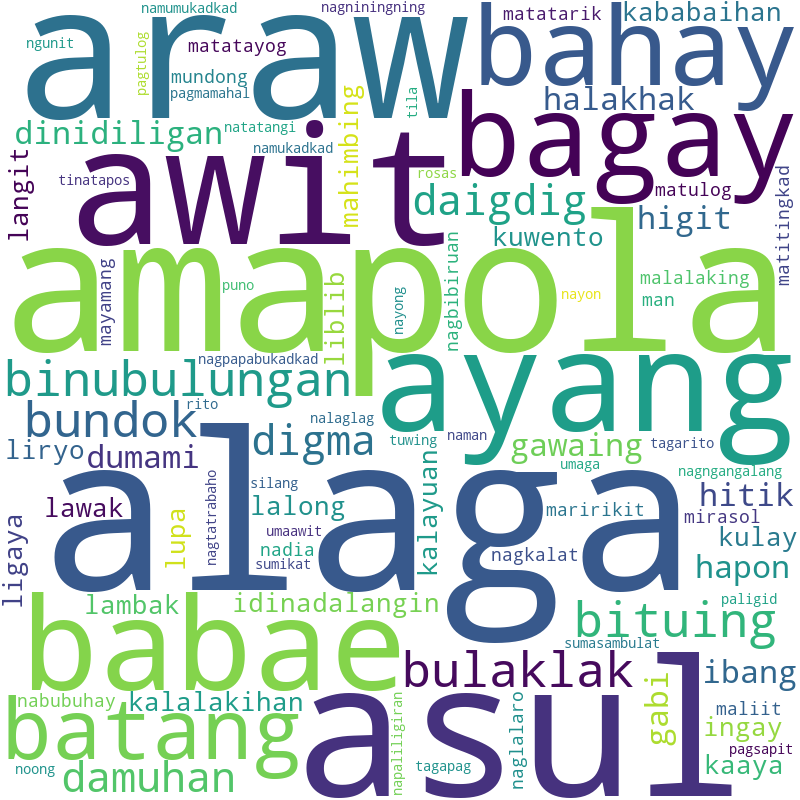 namumukadkad
nagniningning
matatarik
kababaihan
ngunit
araw
bahay
matatayog
pagtulog
mundong
pagmamahal
tila
halakhak
bagay
dinidiligan
natatangi
mahimbing
awit
namukadkad
langit
tinatapos
rosas
daigdig
matulog
higit
kuwento
matitingkad
amapola
mayamang
puno
liblib
nayong
nagbibiruan
malalaking
nayon
man
nagpapabukadkad
binubulungan
ayang
rito
bundok
nalaglag
digma
tuwing
naman
gawaing
tagarito
liryo
dumami
umaga
nagngangalang
alaga
nagtatrabaho
silang
kalayuan
hitik
lawak
lalong
lupa
umaawit
maririkit
mirasol
ligaya
nadia
sumikat
nagkalat
kulay
hapon
babae
lambak
idinadalangin
bituing
paligid
sumasambulat
bulaklak
ibang
nabubuhay
kalalakihan
asul
gabi
batang
napaliligiran
naglalaro
maliit
ingay
pagsapit
noong
damuhan
tagapag
kaaya